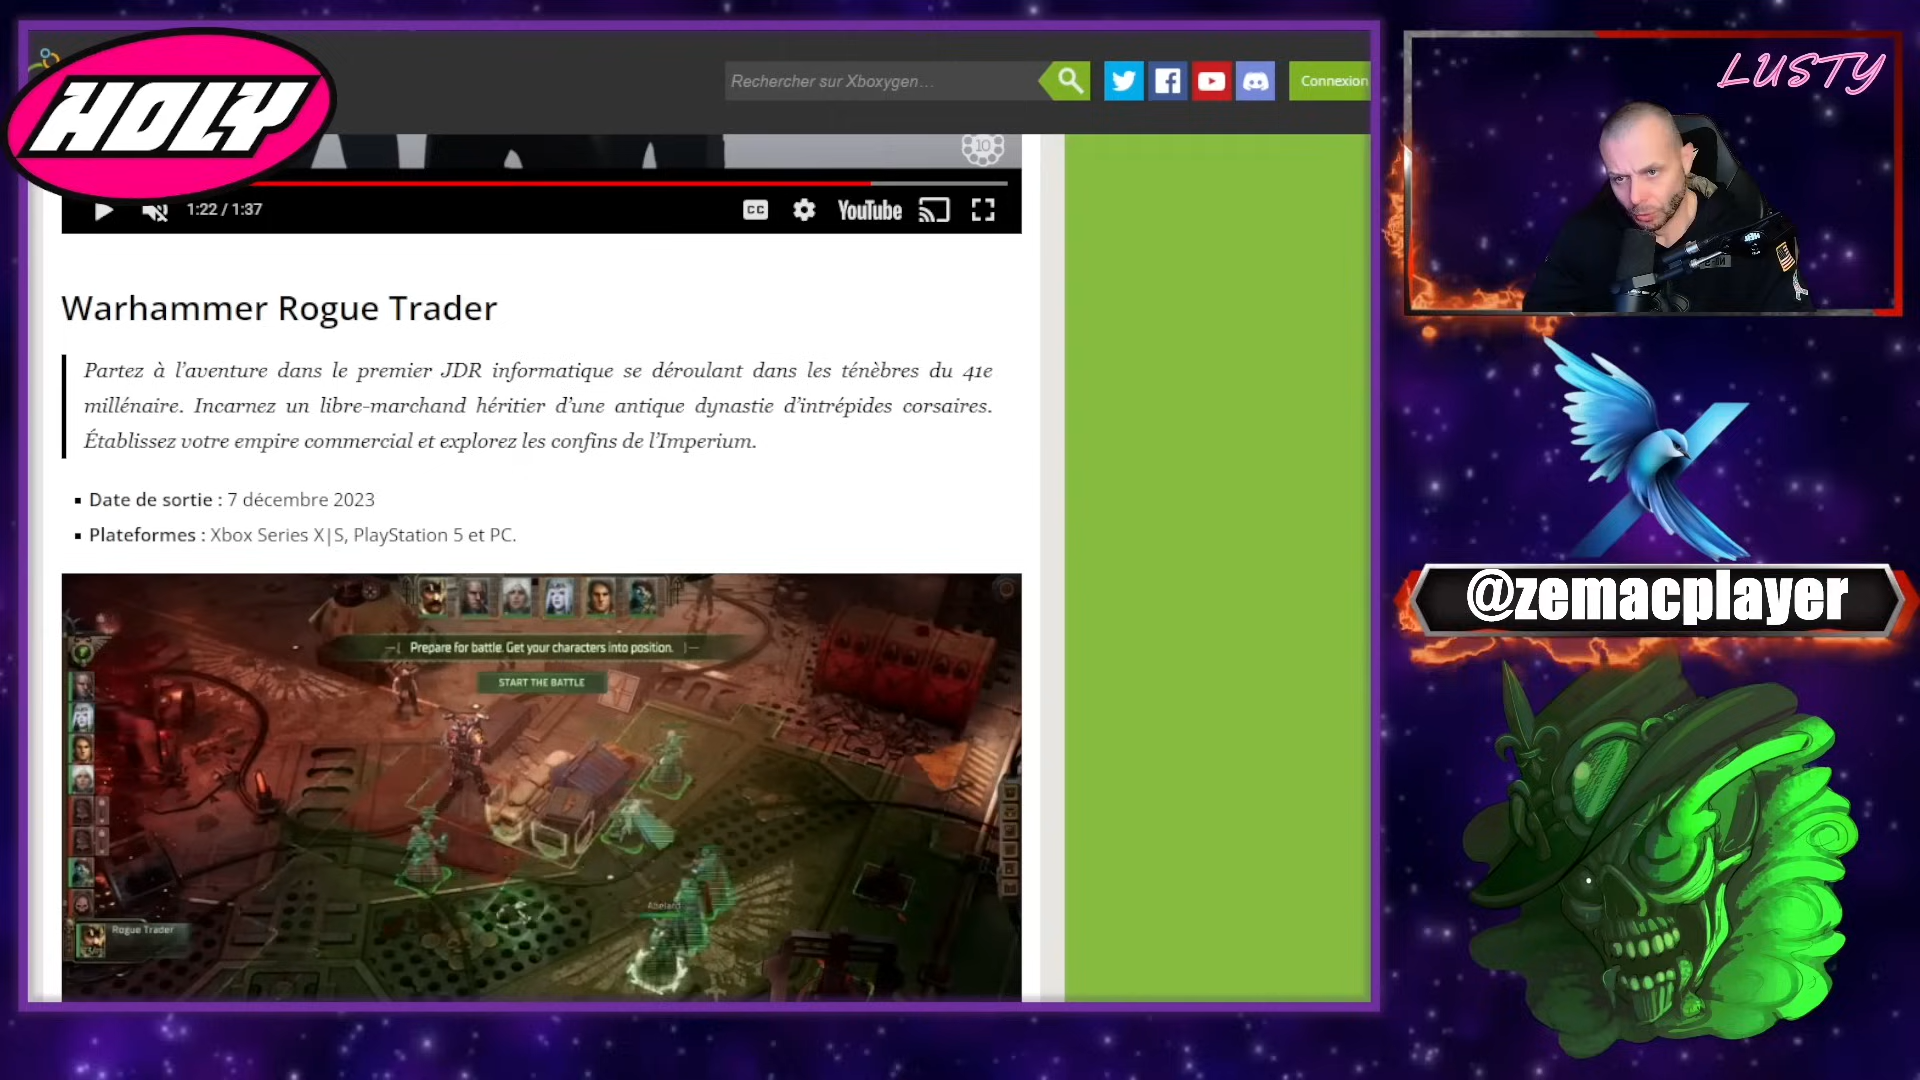 HOLY
Rechercher sur Xboxygen…
Connexion
LUSTY
10
1:22 / 1:37
CC
YouTube
Warhammer Rogue Trader
Partez à l’aventure dans le premier JDR informatique se déroulant dans les ténèbres du 41e
millénaire. Incarnez un libre-marchand héritier d’une antique dynastie d’intrépides corsaires.
Établissez votre empire commercial et explorez les confins de l’Imperium.
Date de sortie : 7 décembre 2023
Plateformes : Xbox Series X|S, PlayStation 5 et PC.
@zemacplayer
Prepare for battle. Get your characters into position.
START THE BATTLE
Abelard
Rogue Trader